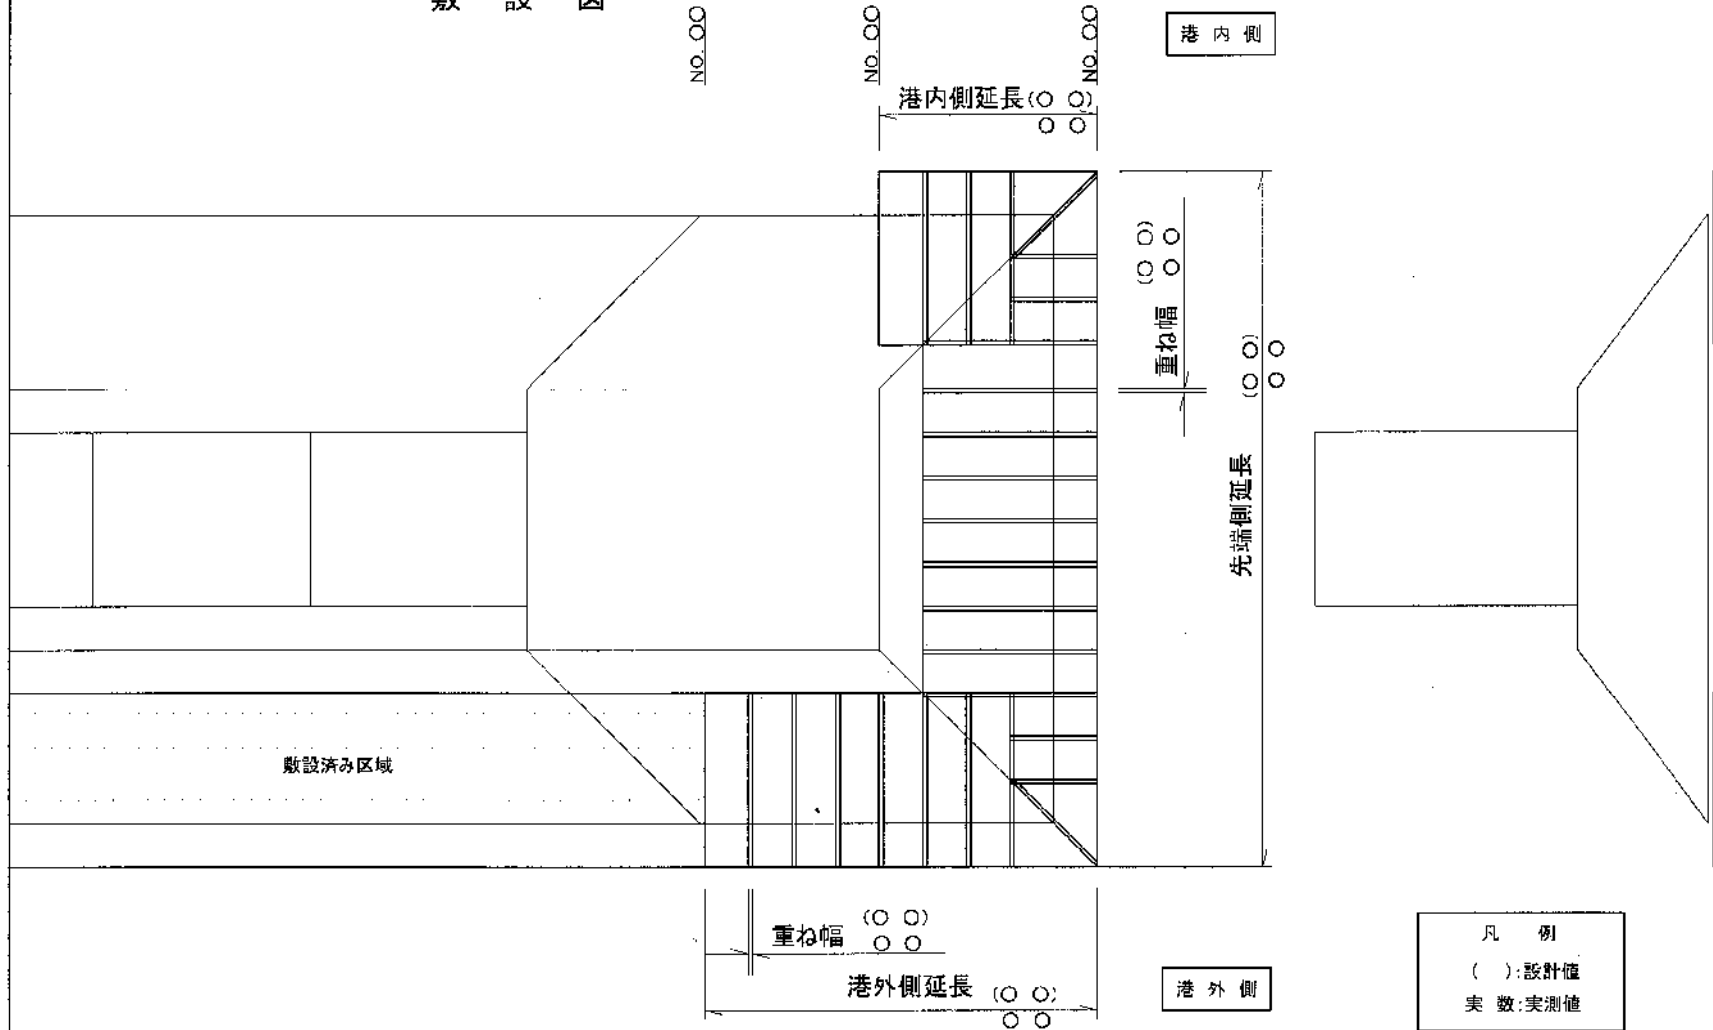 敷 設 図
NO.○○
NO.○○
NO.○○
港 内 側
港内側延長(○ ○)
○ ○
重ね幅 (○ ○)
○ ○
先端側延長 (○ ○)
○ ○
敷設済み区域
重ね幅 (○ ○)
○ ○
港外側延長 (○ ○)
○ ○
港 外 側
凡 例
( ):設計値
実 数:実測値